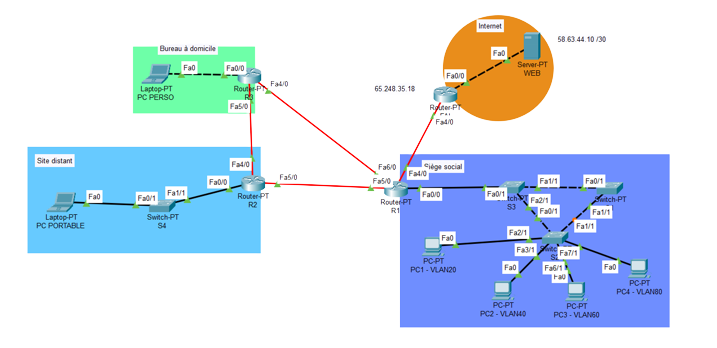 Bureau à domicile
Fa0
Fa0/0
Laptop-PT
PC PERSO
Router-PT
Fa4/0
Fa5/0
Internet
58.63.44.10 /30
Fa0
Server-PT
WEB
Fa0/0
65.248.35.18
Router-PT
Fa4/0
Site distant
Fa4/0
Fa0
Fa0/1
Fa1/1
Fa0/0
Fa5/0
Laptop-PT
PC PORTABLE
Switch-PT
S4
Router-PT
R2
Fa6/0
Fa5/0
Fa4/0
Siège social
Router-PT
R1
Fa0/0
Fa0/1
Fa1/1
Fa0/1
Switch-PT
S3
Fa2/1
Switch-PT
Fa0/1
Fa1/1
Fa1/1
Fa0
Fa2/1
Fa3/1
Fa7/1
Fa6/1
Fa0
Fa0
Fa0
PC-PT
PC1 - VLAN20
PC-PT
PC2 - VLAN40
PC-PT
PC3 - VLAN60
PC-PT
PC4 - VLAN80